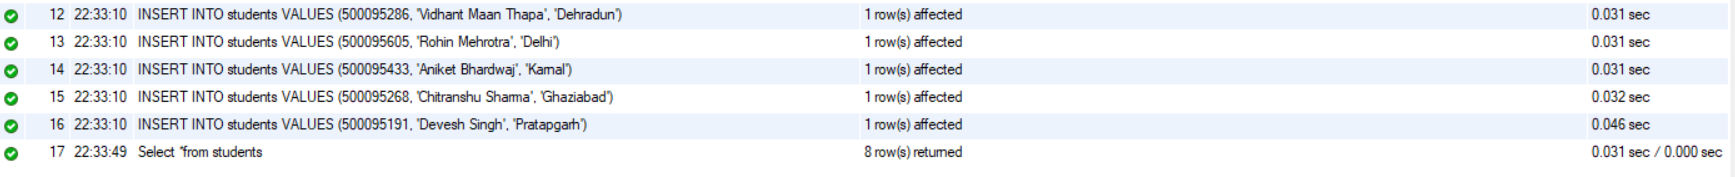 12 22:33:10 INSERT INTO students VALUES (500095286, 'Vidhant Maan Thapa', 'Dehradun') 1 row(s) affected 0.031 sec
13 22:33:10 INSERT INTO students VALUES (500095605, 'Rohin Mehrotra', 'Delhi') 1 row(s) affected 0.031 sec
14 22:33:10 INSERT INTO students VALUES (500095433, 'Aniket Bhardwaj', 'Karnal') 1 row(s) affected 0.031 sec
15 22:33:10 INSERT INTO students VALUES (500095268, 'Chitranshu Sharma', 'Ghaziabad') 1 row(s) affected 0.032 sec
16 22:33:10 INSERT INTO students VALUES (500095191, 'Devesh Singh', 'Pratapgarh') 1 row(s) affected 0.046 sec
17 22:33:49 Select *from students 8 row(s) returned 0.031 sec / 0.000 sec